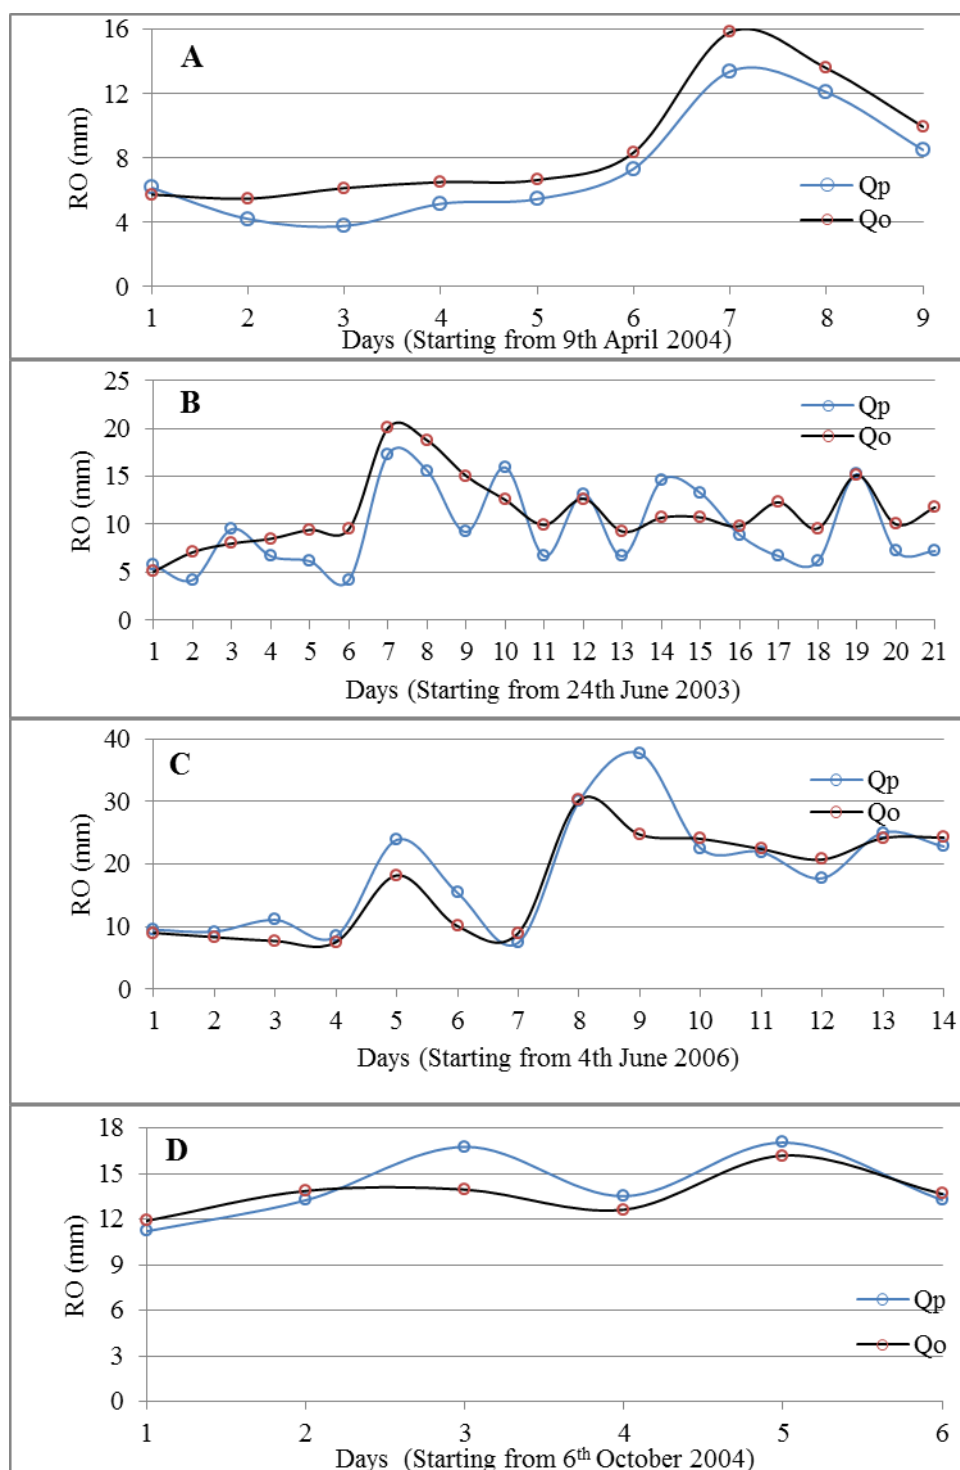 A
RO (mm)
16
12
8
4
0
Qp
Qo
1 2 3 4 5 6 7 8 9
Days (Starting from 9th April 2004)
B
RO (mm)
25
20
15
10
5
0
Qp
Qo
1 2 3 4 5 6 7 8 9 10 11 12 13 14 15 16 17 18 19 20 21
Days (Starting from 24th June 2003)
C
RO (mm)
40
30
20
10
0
Qp
Qo
1 2 3 4 5 6 7 8 9 10 11 12 13 14
Days (Starting from 4th June 2006)
D
RO (mm)
18
15
12
9
6
3
0
Qp
Qo
1 2 3 4 5 6
Days (Starting from 6th October 2004)